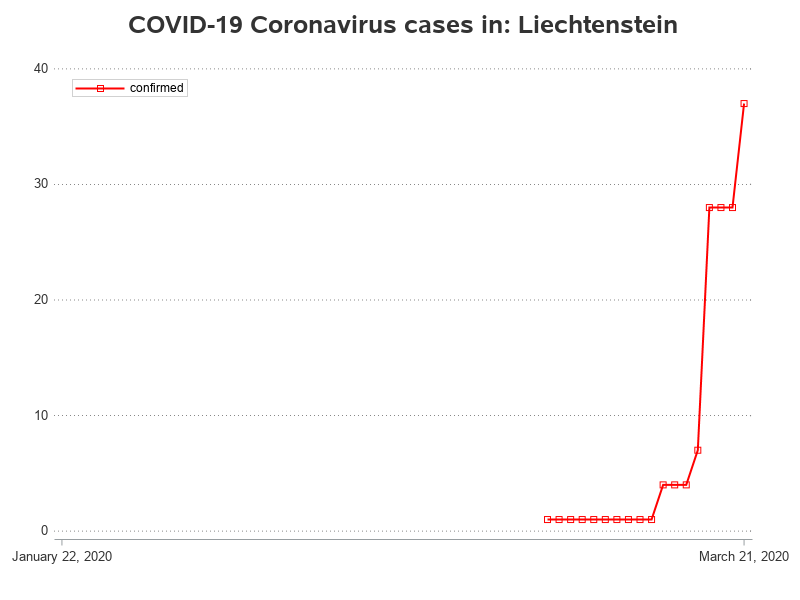 COVID-19 Coronavirus cases in: Liechtenstein
40
confirmed
30
20
10
0
January 22, 2020
March 21, 2020